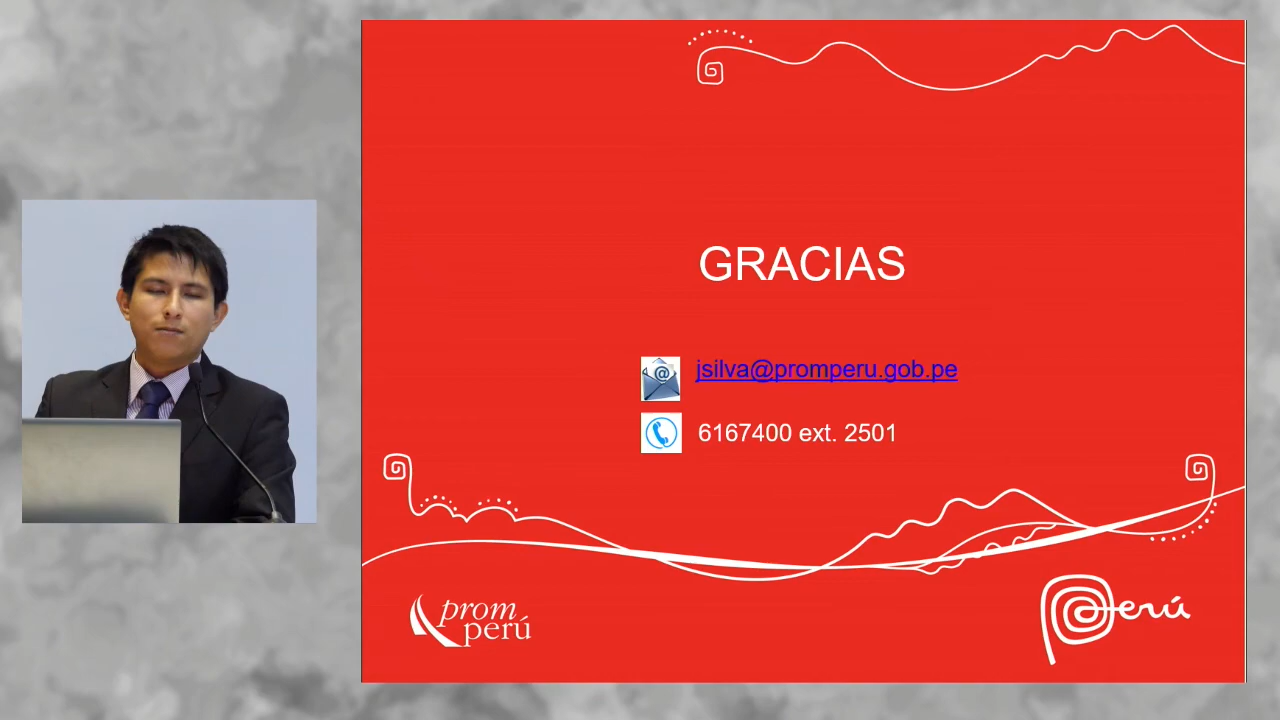 GRACIAS
jsilva@promperu.gob.pe
6167400 ext. 2501
prom
perú
Perú